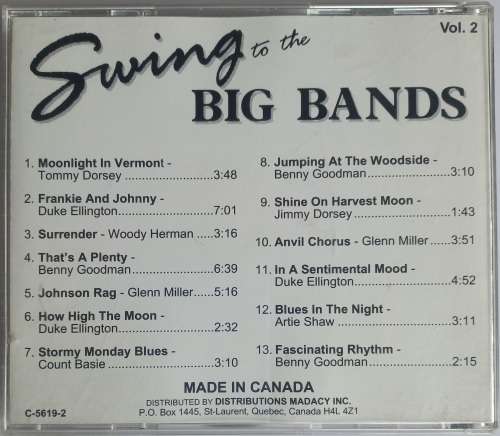 Swing to the
Vol. 2
BIG BANDS
1. Moonlight In Vermont -
Tommy Dorsey..................3:48
2. Frankie And Johnny -
Duke Ellington...................7:01
3. Surrender - Woody Herman ....3:16
4. That's A Plenty -
Benny Goodman...............6:39
5. Johnson Rag - Glenn Miller......5:16
6. How High The Moon -
Duke Ellington...................2:32
7. Stormy Monday Blues -
Count Basie......................3:10
8. Jumping At The Woodside -
Benny Goodman...............3:10
9. Shine On Harvest Moon -
Jimmy Dorsey...................1:43
10. Anvil Chorus - Glenn Miller....3:51
11. In A Sentimental Mood -
Duke Ellington...................4:52
12. Blues In The Night -
Artie Shaw........................3:11
13. Fascinating Rhythm -
Benny Goodman...............2:15
MADE IN CANADA
C-5619-2
DISTRIBUTED BY DISTRIBUTIONS MADACY INC.
P.O. Box 1445, St-Laurent, Quebec, Canada H4L 4Z1